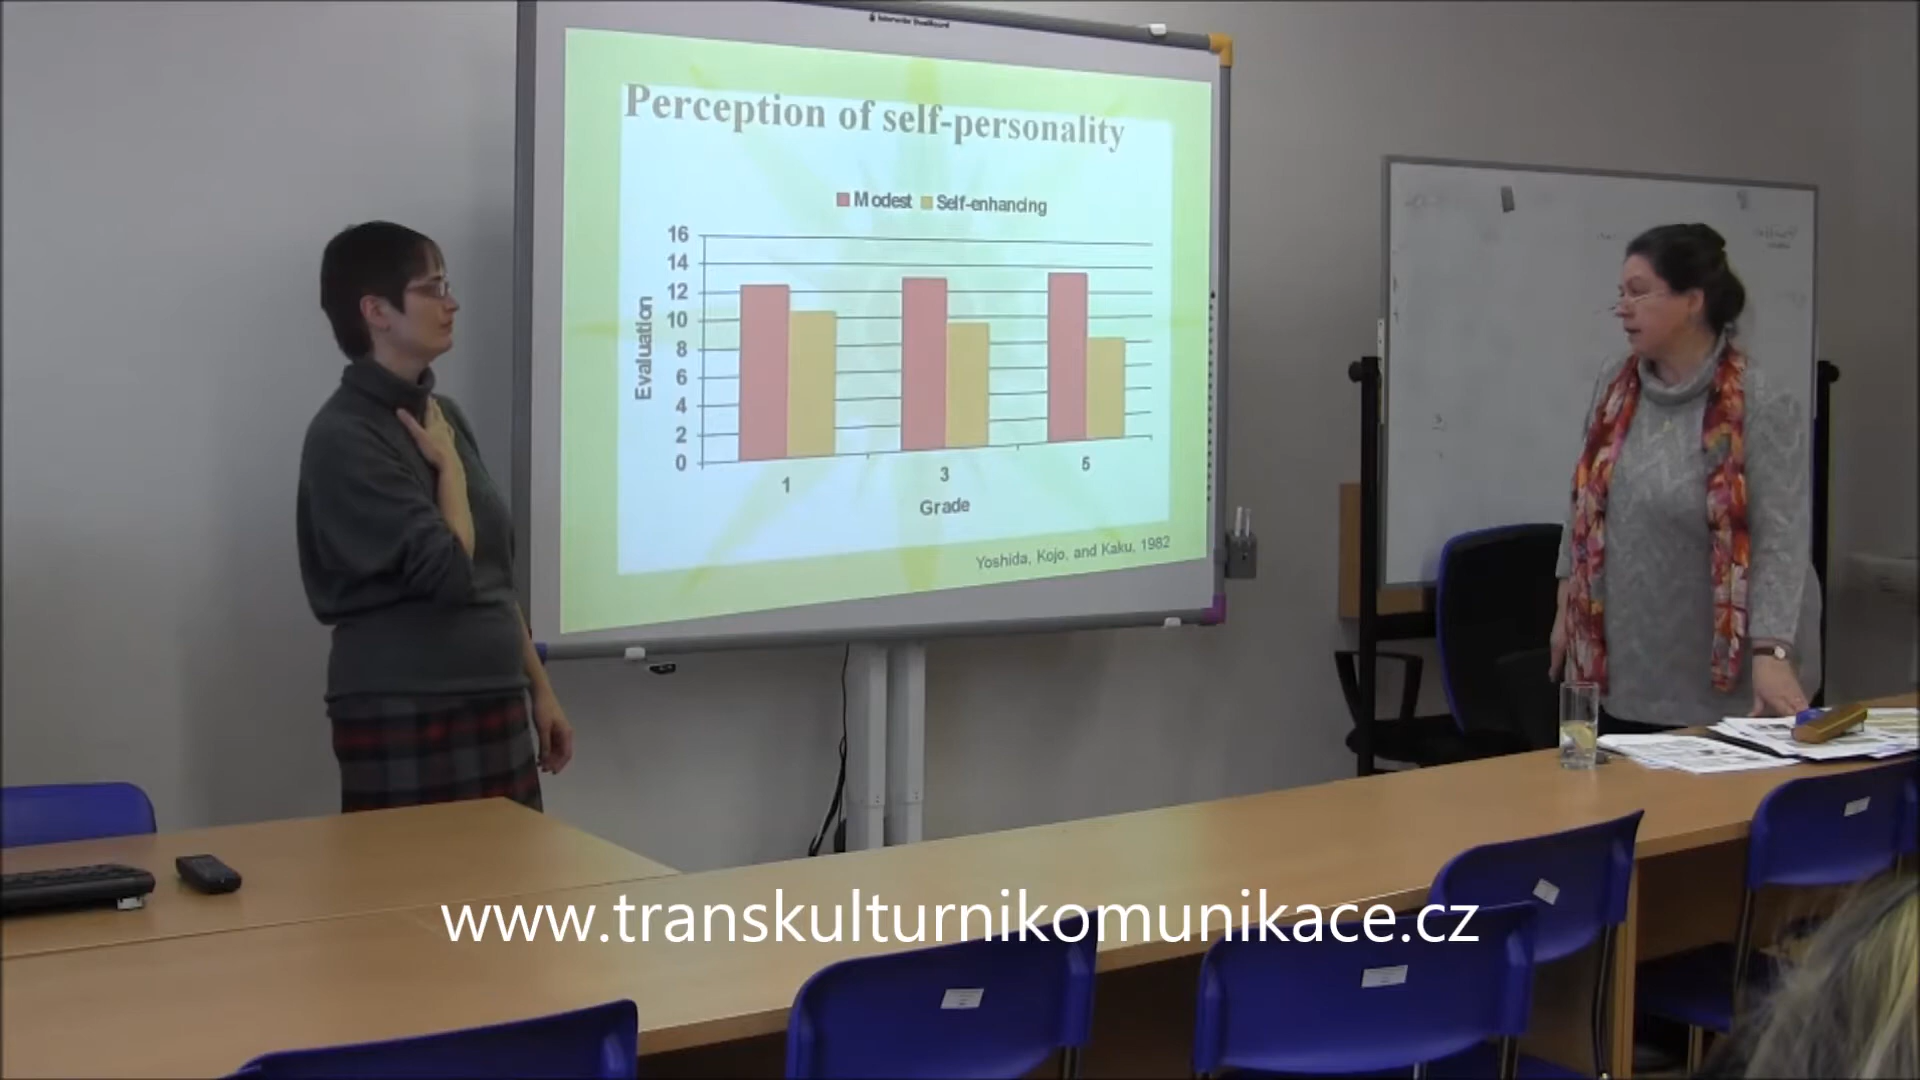 Perception of self-personality
Modest Self-enhancing
16
14
12
10
8
6
4
2
0
Evaluation
1 3 5
Grade
Yoshida, Kojo, and Kaku, 1982
www.transkulturnikomunikace.cz